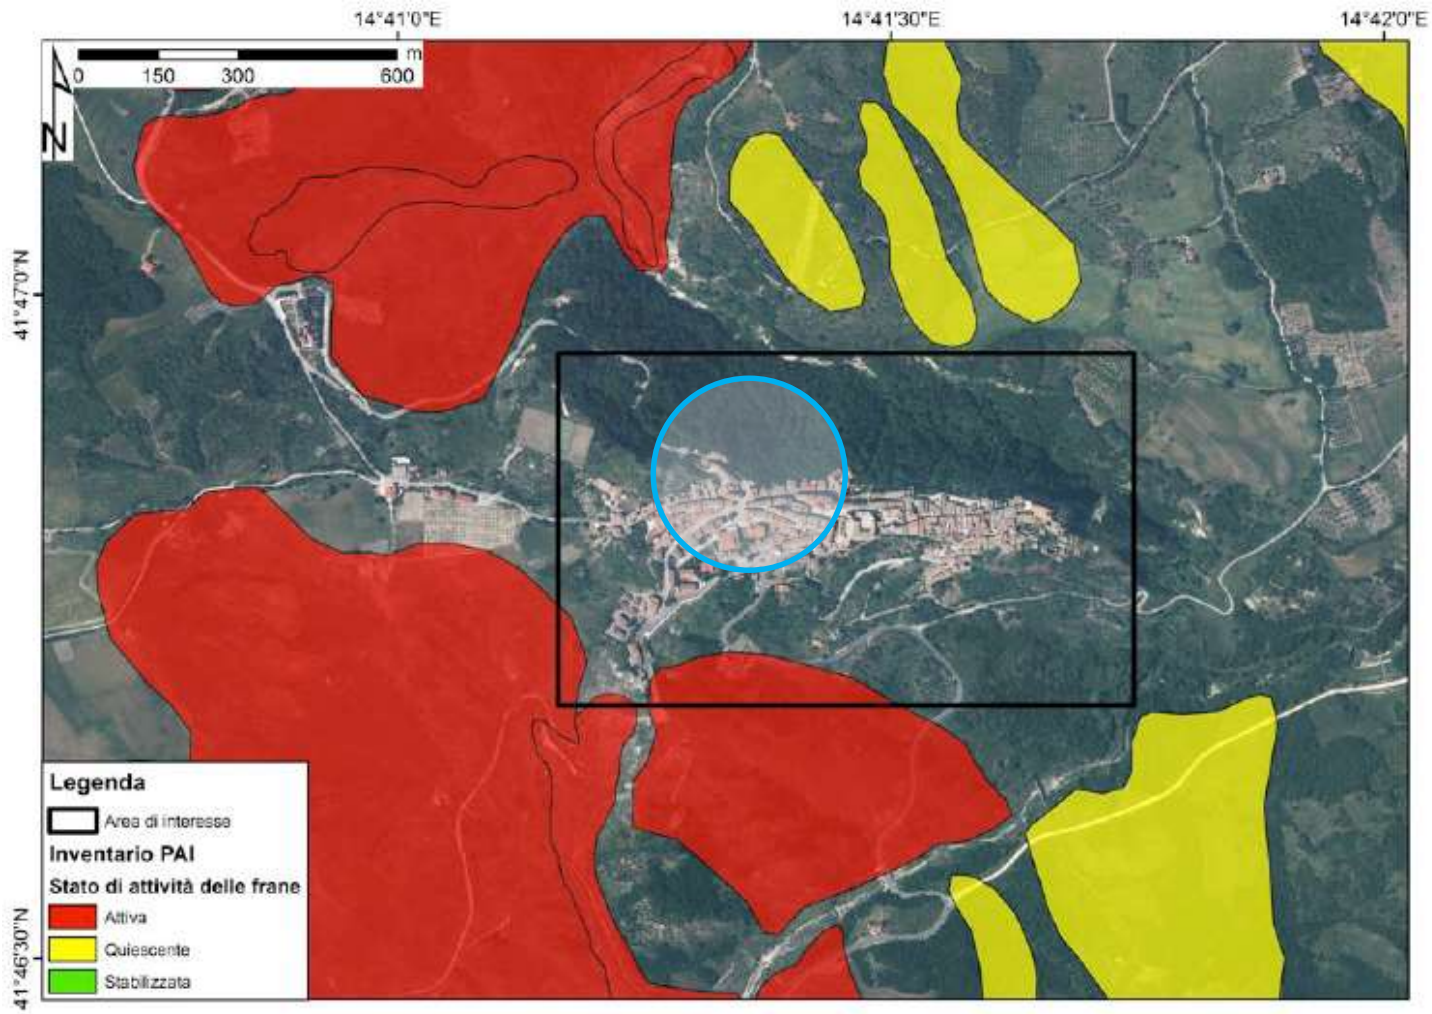 14°41'0"E 14°41'30"E 14°42'0"E
m
0 150 300 600
N
41°47'0"N
Legenda
Area di interesse
Inventario PAI
Stato di attività delle frane
Attiva
Quiescente
Stabilizzata
41°46'30"N